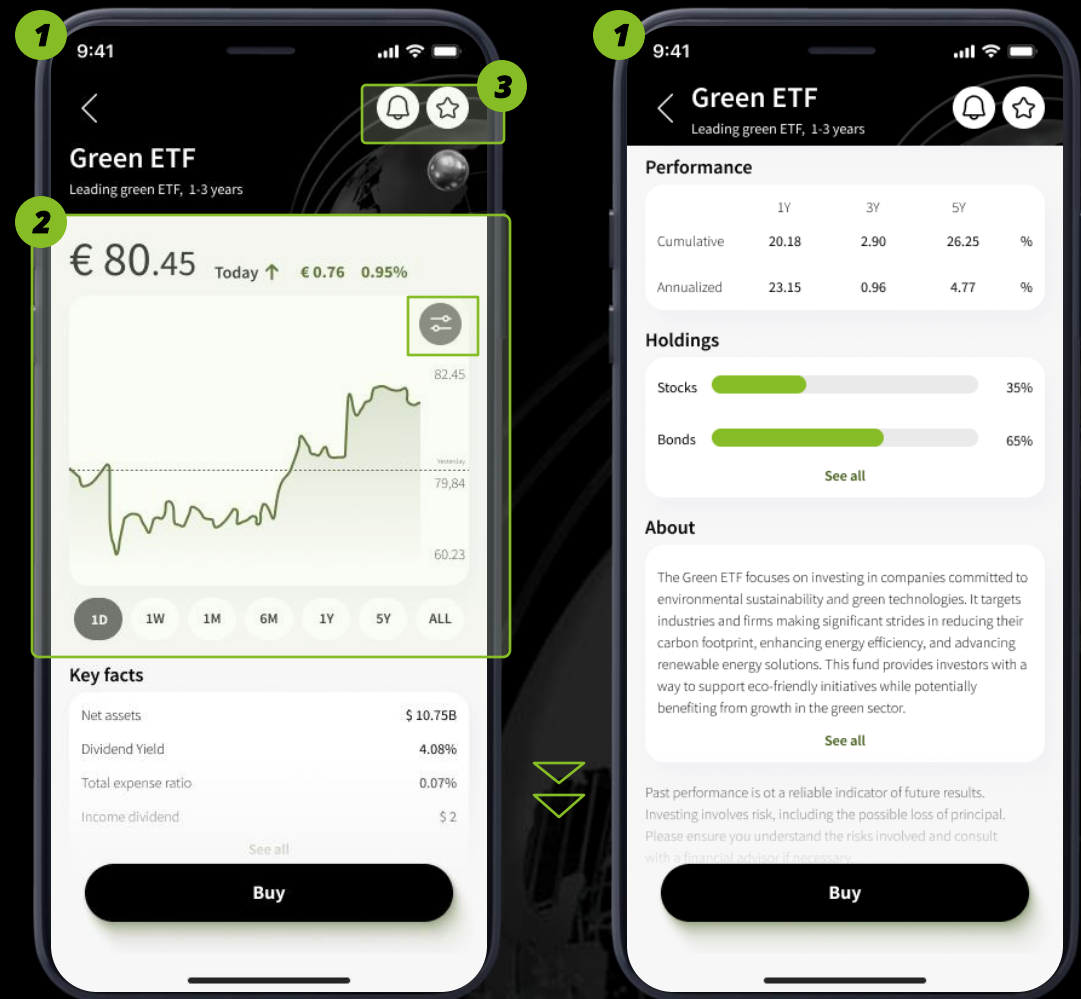 1
9:41
3
Green ETF
Leading green ETF, 1-3 years
2
€ 80.45 Today ↑ € 0.76 0.95%
82.45
Yesterday
79,84
60.23
1D 1W 1M 6M 1Y 5Y ALL
Key facts
Net assets $ 10.75B
Dividend Yield 4.08%
Total expense ratio 0.07%
Income dividend $ 2
See all
Buy
1
9:41
Green ETF
Leading green ETF, 1-3 years
Performance
1Y 3Y 5Y
Cumulative 20.18 2.90 26.25 %
Annualized 23.15 0.96 4.77 %
Holdings
Stocks 35%
Bonds 65%
See all
About
The Green ETF focuses on investing in companies committed to
environmental sustainability and green technologies. It targets
industries and firms making significant strides in reducing their
carbon footprint, enhancing energy efficiency, and advancing
renewable energy solutions. This fund provides investors with a
way to support eco-friendly initiatives while potentially
benefiting from growth in the green sector.
See all
Past performance is ot a reliable indicator of future results.
Investing involves risk, including the possible loss of principal.
Please ensure you understand the risks involved and consult
with a financial advisor if necessary.
Buy